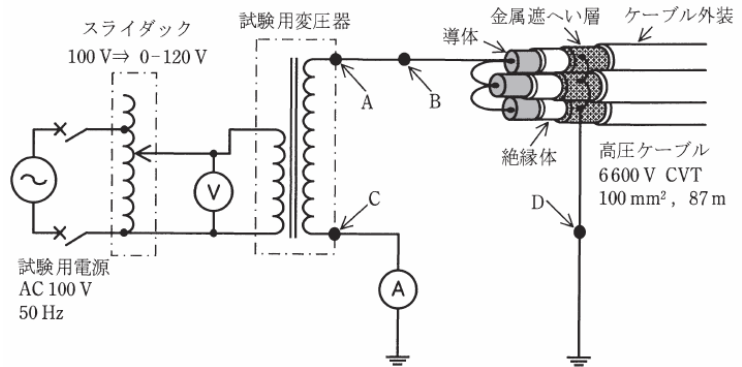 スライダック
100 V⇒ 0-120 V
試験用変圧器
金属遮へい層
ケーブル外装
導体
A
B
絶縁体
高圧ケーブル
6600 V CVT
100 mm², 87 m
V
C
D
A
試験用電源
AC 100 V
50 Hz